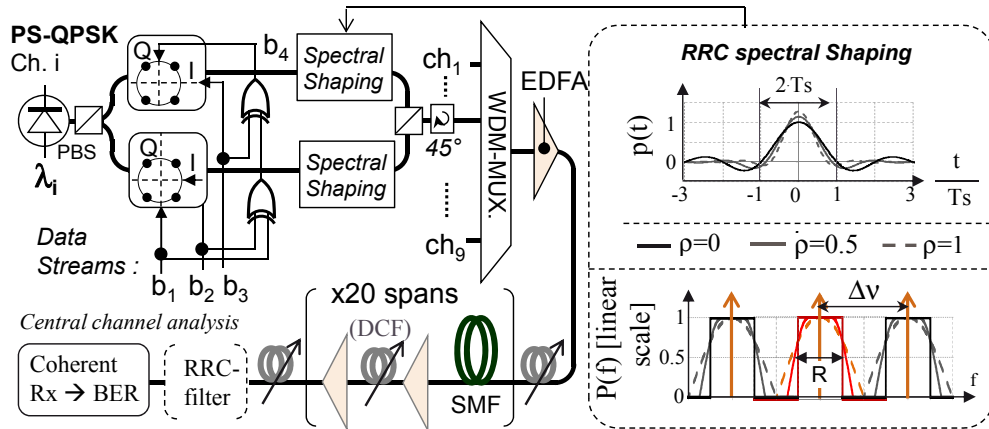 PS-QPSK
Ch. i
PBS
λi
Q
I
Q
I
b4
Spectral
Shaping
Spectral
Shaping
45°
ch1
ch9
WDM-MUX.
EDFA
Data
Streams :
b1
b2
b3
RRC spectral Shaping
2·Ts
p(t)
1
0
-3
-1
0
1
3
t
Ts
ρ=0
ρ=0.5
ρ=1
P(f) [linear
scale]
1
0.5
0
Δν
R
f
x20 spans
(DCF)
SMF
Central channel analysis
Coherent
Rx → BER
RRC-
filter